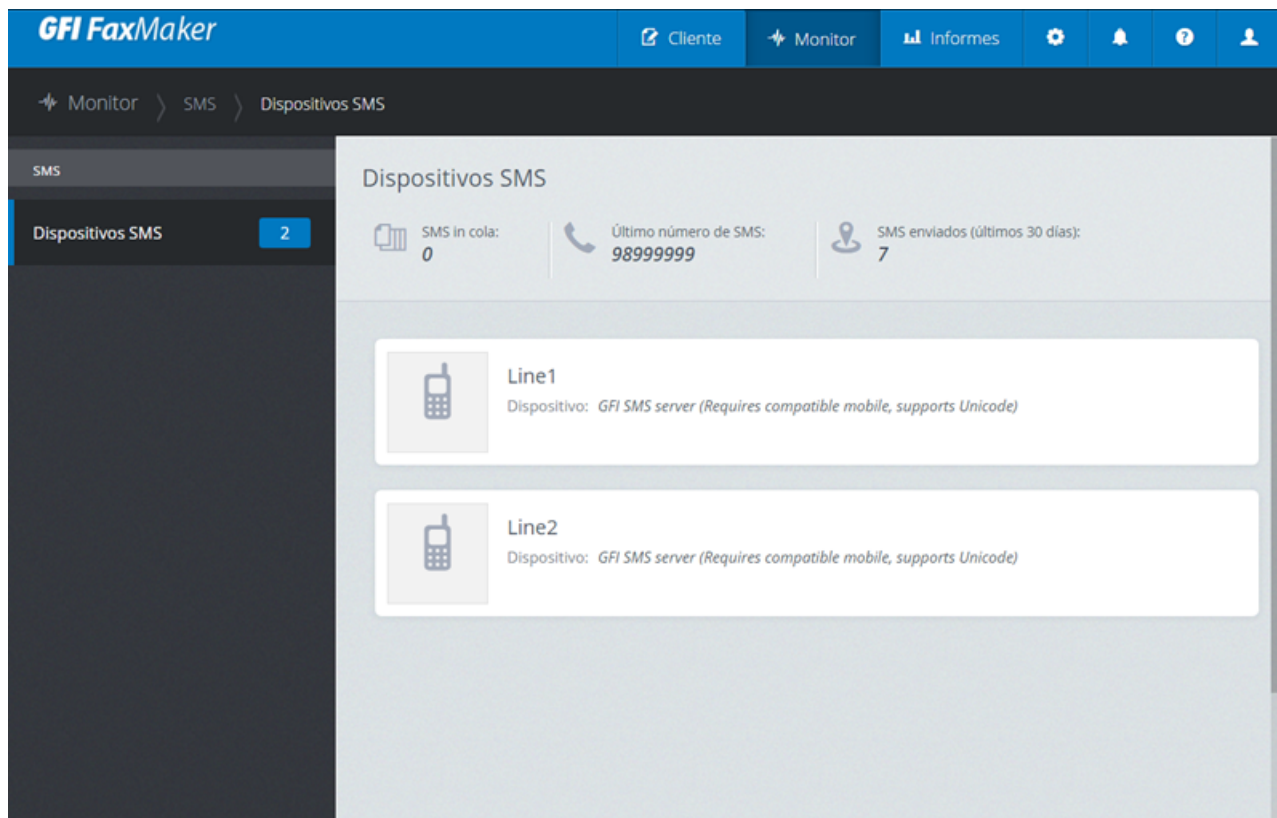 GFI FaxMaker
Cliente
Monitor
Informes
Monitor
SMS
Dispositivos SMS
SMS
Dispositivos SMS
2
Dispositivos SMS
SMS in cola:
0
Último número de SMS:
98999999
SMS enviados (últimos 30 días):
7
Line1
Dispositivo: GFI SMS server (Requires compatible mobile, supports Unicode)
Line2
Dispositivo: GFI SMS server (Requires compatible mobile, supports Unicode)